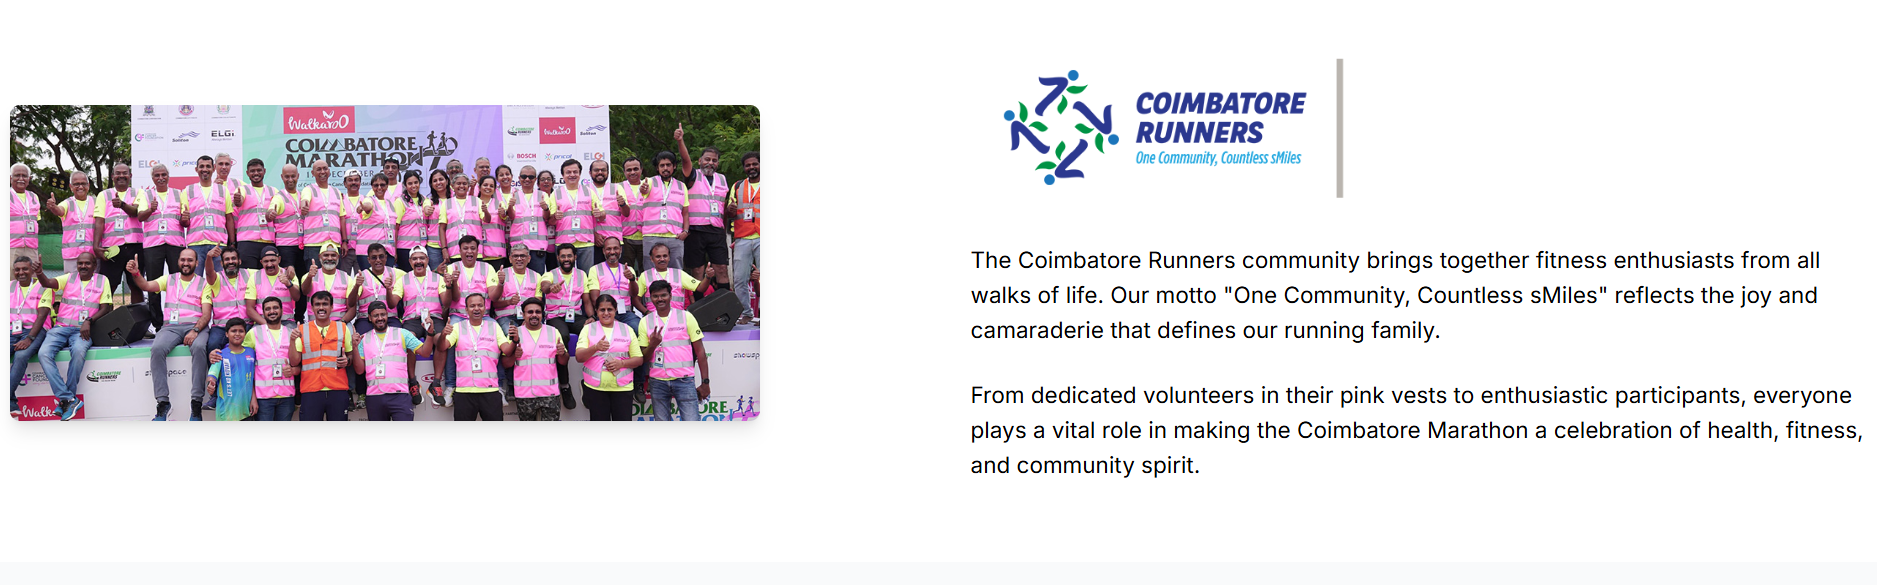 Walkaroo
COIMBATORE
MARATHON
ELGi
BOSCH
pricol
ELGi
COIMBATORE
RUNNERS
One Community, Countless sMiles
The Coimbatore Runners community brings together fitness enthusiasts from all
walks of life. Our motto "One Community, Countless sMiles" reflects the joy and
camaraderie that defines our running family.
From dedicated volunteers in their pink vests to enthusiastic participants, everyone
plays a vital role in making the Coimbatore Marathon a celebration of health, fitness,
and community spirit.